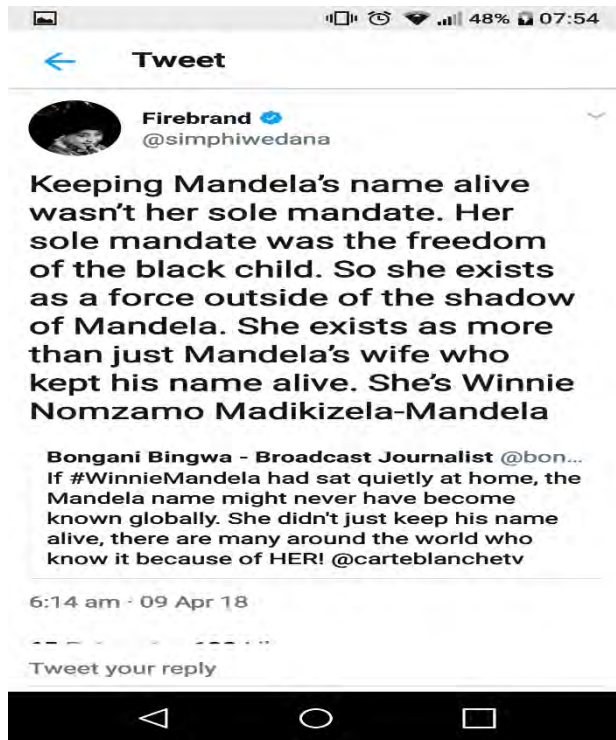 48% 07:54
Tweet
Firebrand
@simphiwedana
Keeping Mandela's name alive
wasn't her sole mandate. Her
sole mandate was the freedom
of the black child. So she exists
as a force outside of the shadow
of Mandela. She exists as more
than just Mandela's wife who
kept his name alive. She's Winnie
Nomzamo Madikizela-Mandela
Bongani Bingwa - Broadcast Journalist @bon...
If #WinnieMandela had sat quietly at home, the
Mandela name might never have become
known globally. She didn't just keep his name
alive, there are many around the world who
know it because of HER! @carteblanchetv
6:14 am · 09 Apr 18
Tweet your reply